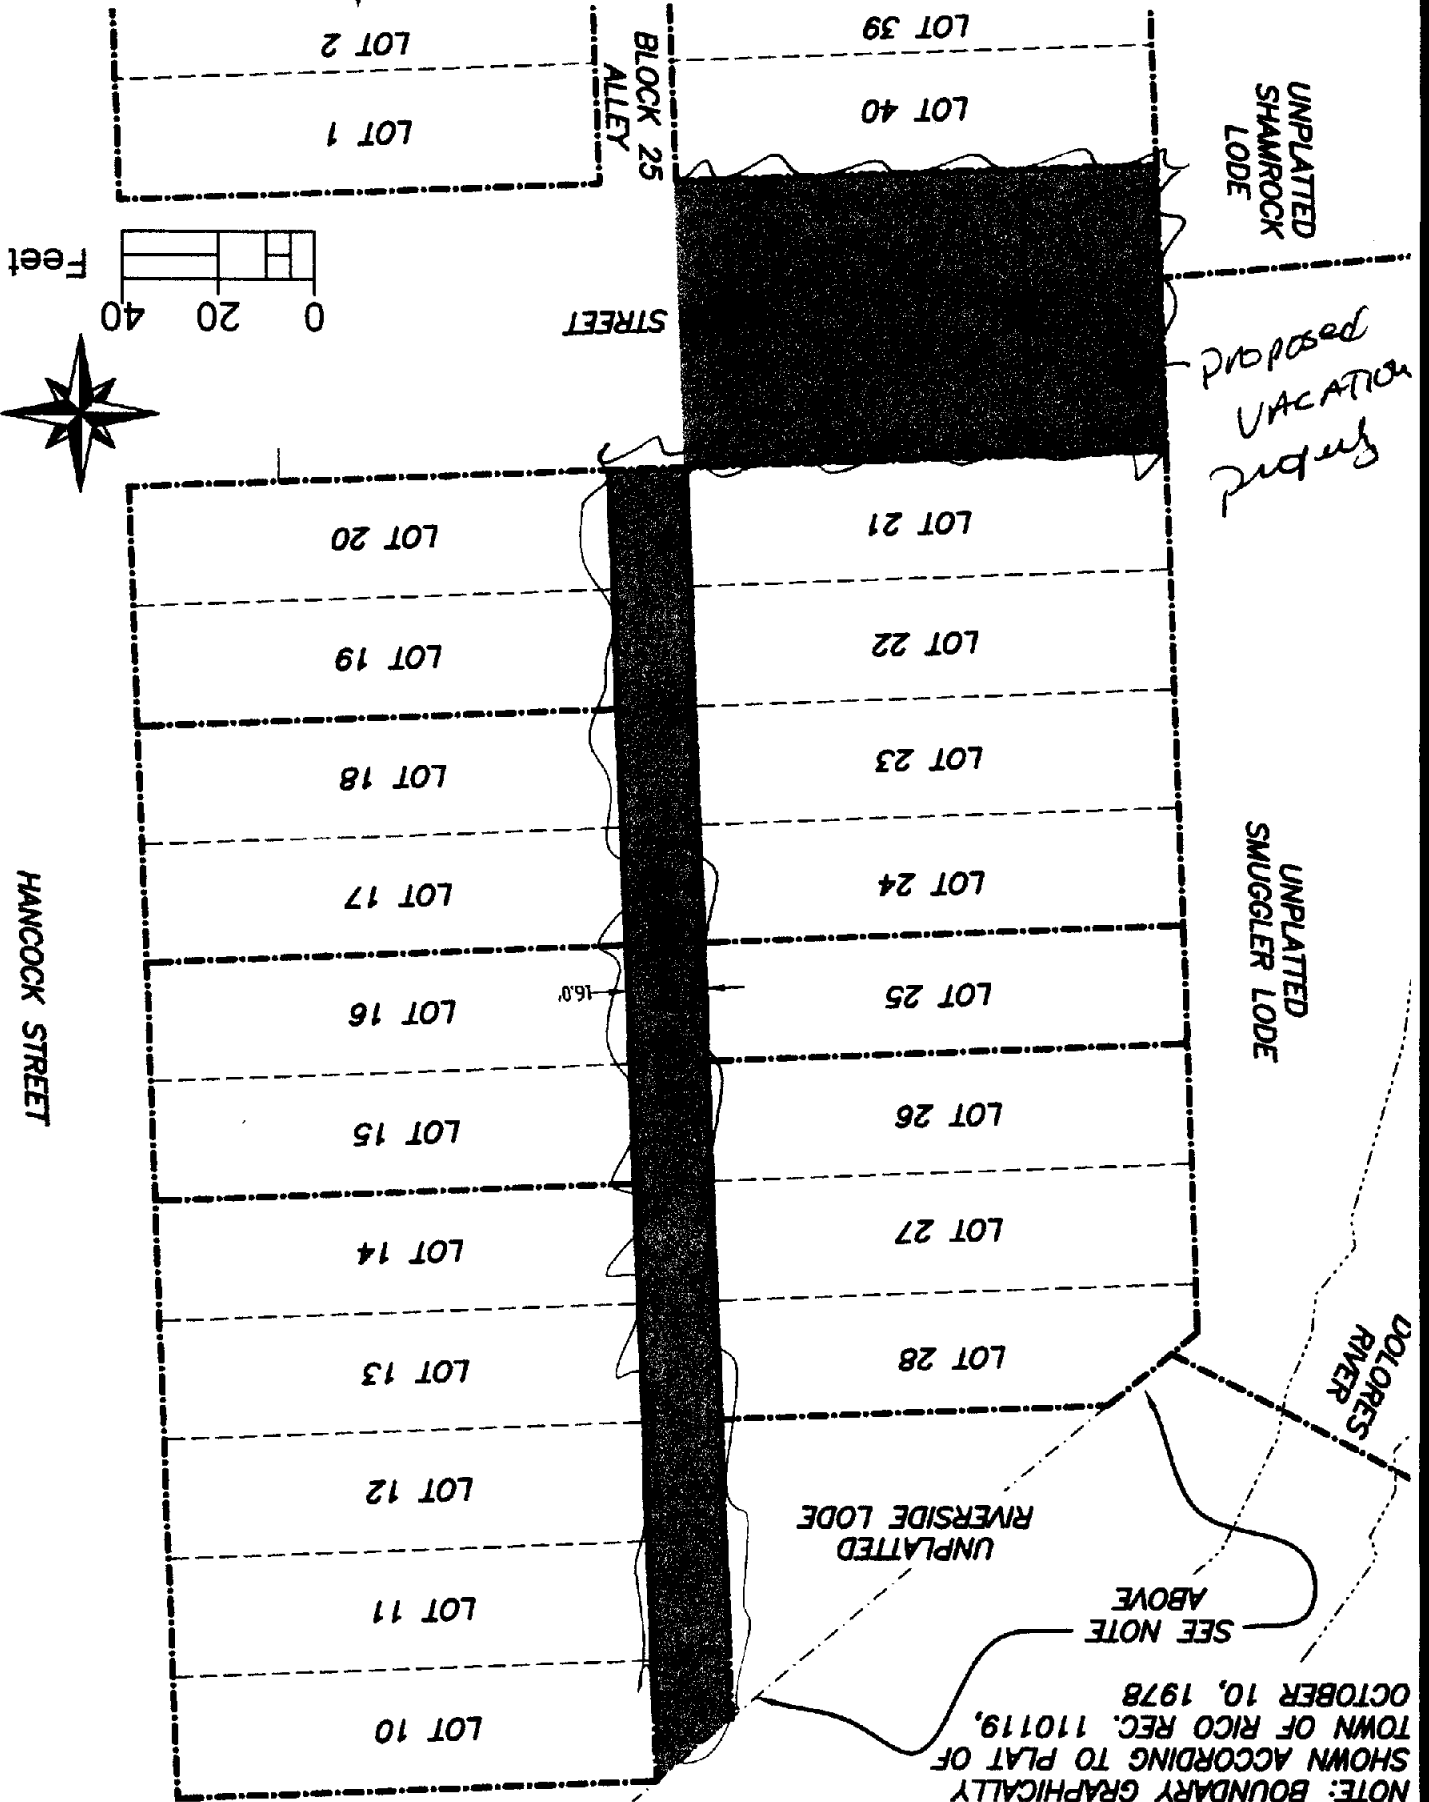 NOTE: BOUNDARY GRAPHICALLY
SHOWN ACCORDING TO PLAT OF
TOWN OF RICO REC. 110119,
OCTOBER 10, 1978
SEE NOTE
ABOVE
UNPLATTED
RIVERSIDE LODE
DOLORES
RIVER
LOT 10
LOT 11
LOT 12
LOT 13
LOT 14
LOT 15
LOT 16
LOT 17
LOT 18
LOT 19
LOT 20
LOT 28
LOT 27
LOT 26
LOT 25
LOT 24
LOT 23
LOT 22
LOT 21
16.0'
HANCOCK STREET
UNPLATTED
SMUGGLER LODE
proposed
VACATION
STREET
0 20 40
Feet
UNPLATTED
SHAMROCK
LODE
BLOCK 25
ALLEY
LOT 40
LOT 39
LOT 1
LOT 2